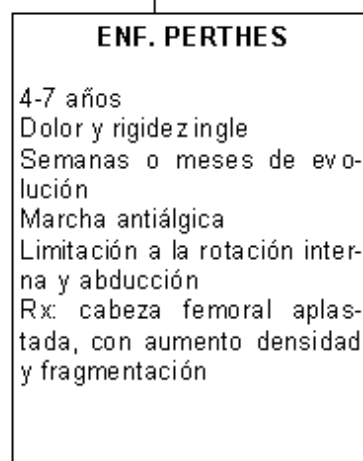 ENF. PERTHES
4-7 años
Dolor y rigidez ingle
Semanas o meses de evo-
lución
Marcha antiálgica
Limitación a la rotación inter-
na y abducción
Rx: cabeza femoral aplas-
tada, con aumento densidad
y fragmentación